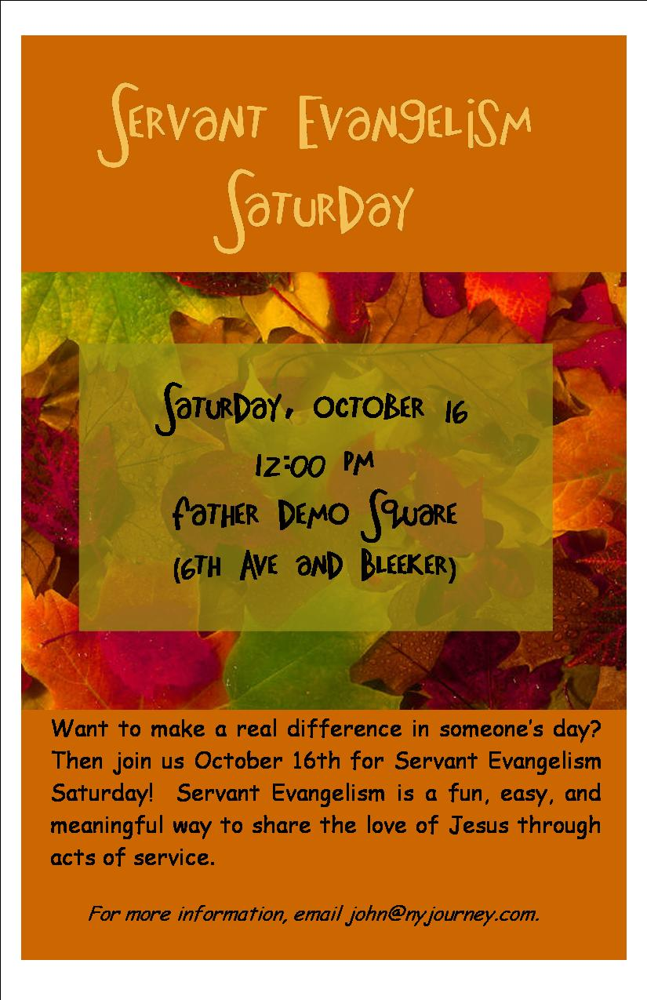 Servant Evangelism
Saturday
Saturday, October 16
12:00 PM
Father Demo Square
(6th Ave and Bleeker)
Want to make a real difference in someone's day?
Then join us October 16th for Servant Evangelism
Saturday!  Servant Evangelism is a fun, easy, and
meaningful way to share the love of Jesus through
acts of service.
For more information, email john@nyjourney.com.